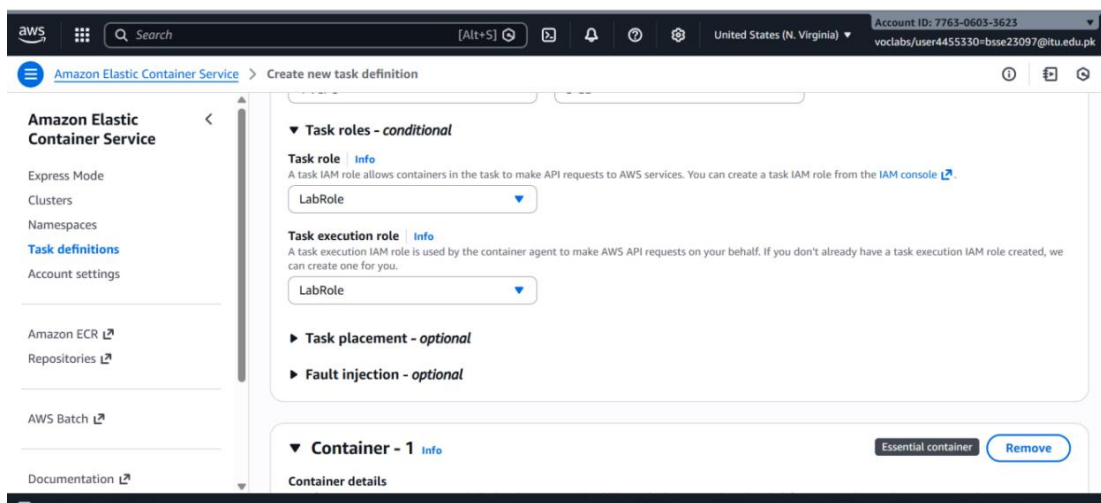 aws
Search
[Alt+S]
United States (N. Virginia)
Account ID: 7763-0603-3623
voclabs/user4455330=bsse23097@itu.edu.pk
Amazon Elastic Container Service > Create new task definition
Amazon Elastic
Container Service
Express Mode
Clusters
Namespaces
Task definitions
Account settings
Amazon ECR
Repositories
AWS Batch
Documentation
Task roles - conditional
Task role Info
A task IAM role allows containers in the task to make API requests to AWS services. You can create a task IAM role from the IAM console.
LabRole
Task execution role Info
A task execution IAM role is used by the container agent to make AWS API requests on your behalf. If you don't already have a task execution IAM role created, we
can create one for you.
LabRole
Task placement - optional
Fault injection - optional
Container - 1 Info
Essential container
Remove
Container details